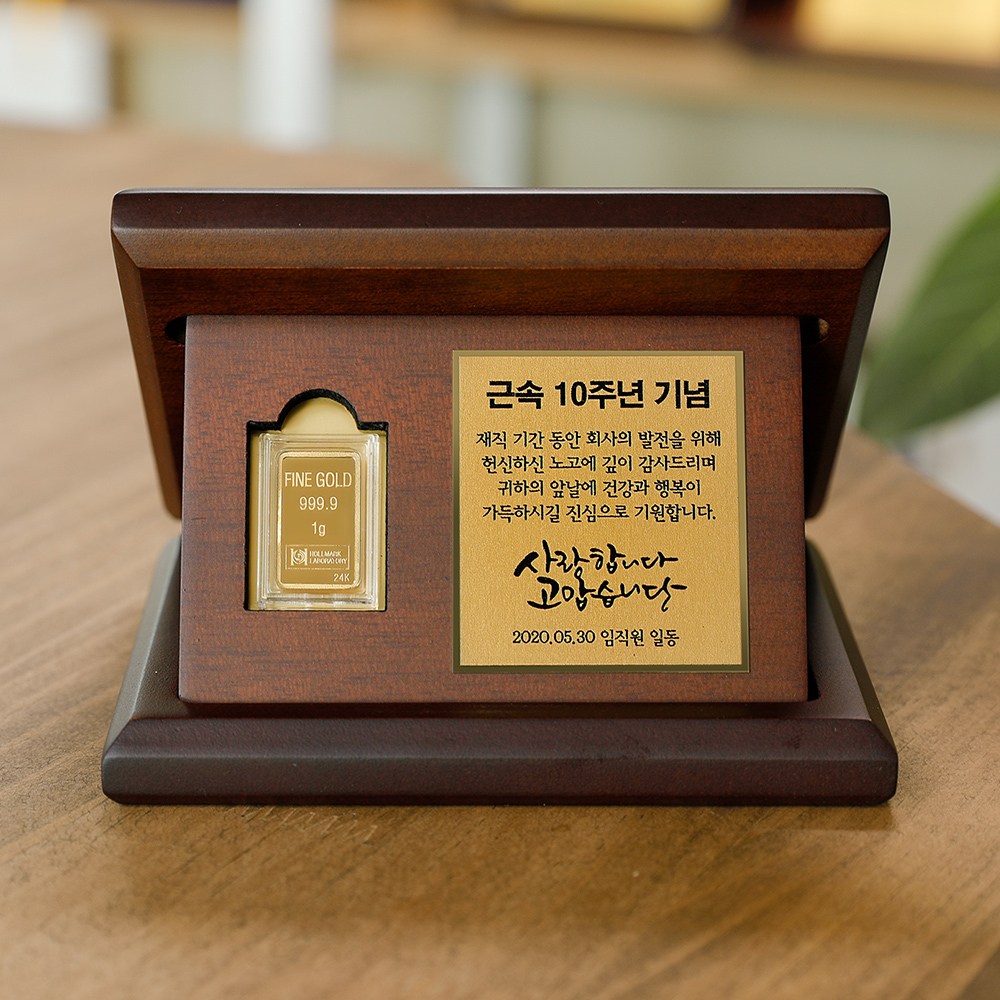 FINE GOLD
999.9
1g
HOLLMARK
LABORATORY
24K
근속 10주년 기념
재직 기간 동안 회사의 발전을 위해
헌신하신 노고에 깊이 감사드리며
귀하의 앞날에 건강과 행복이
가득하시길 진심으로 기원합니다.
사랑합니다
고맙습니다
2020.05.30 임직원 일동